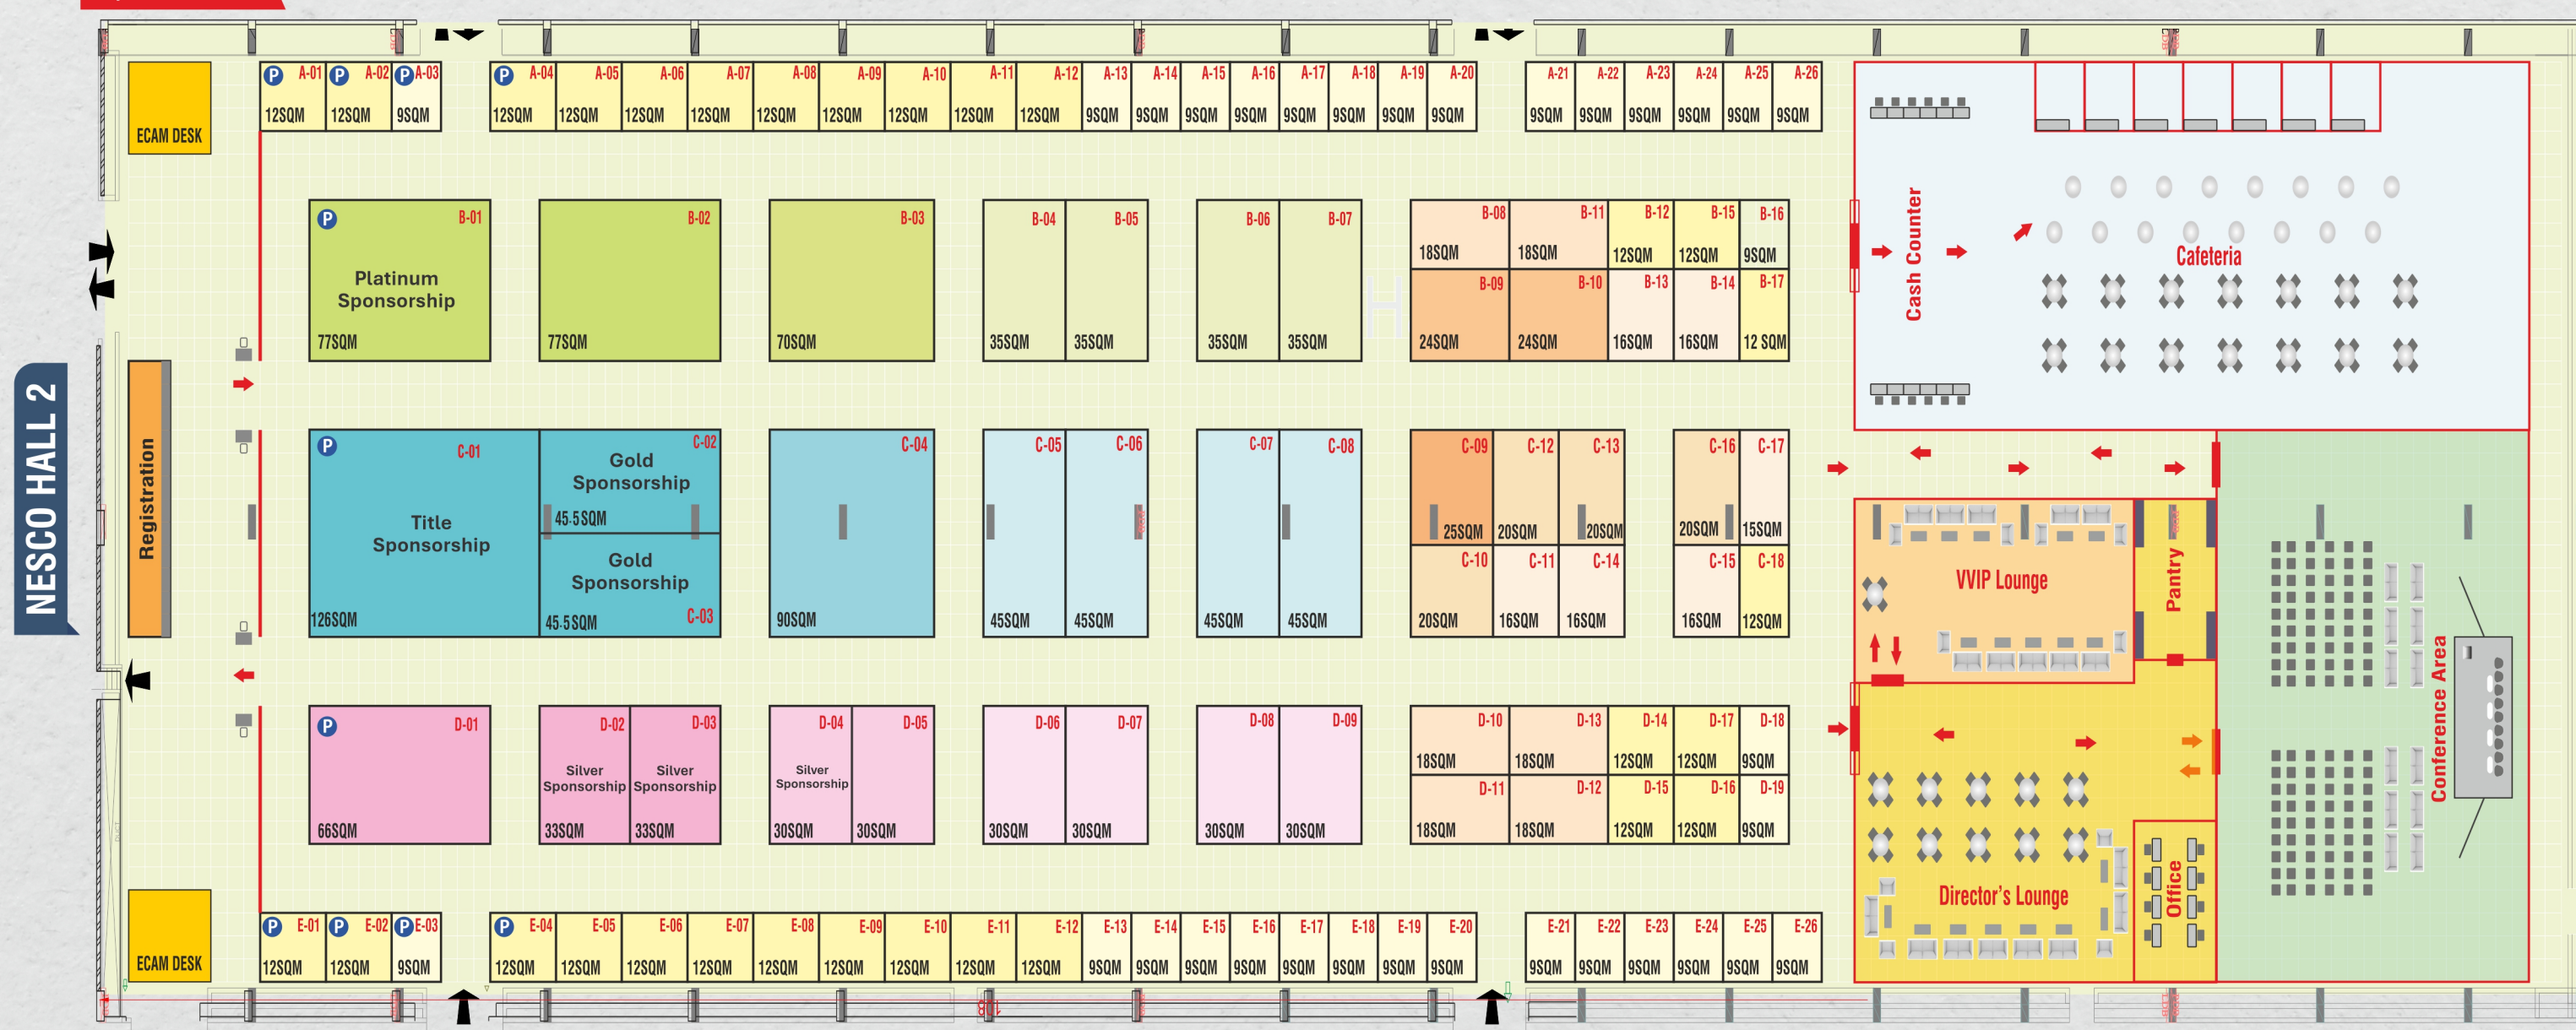 NESCO HALL 2
ECAM DESK
P A-01 12SQM
P A-02 12SQM
P A-03 9SQM
P A-04 12SQM
A-05 12SQM
A-06 12SQM
A-07 12SQM
A-08 12SQM
A-09 12SQM
A-10 12SQM
A-11 12SQM
A-12 12SQM
A-13 9SQM
A-14 9SQM
A-15 9SQM
A-16 9SQM
A-17 9SQM
A-18 9SQM
A-19 9SQM
A-20 9SQM
A-21 9SQM
A-22 9SQM
A-23 9SQM
A-24 9SQM
A-25 9SQM
A-26 9SQM
P B-01
Platinum
Sponsorship
77SQM
B-02
77SQM
B-03
70SQM
B-04
35SQM
B-05
35SQM
B-06
35SQM
B-07
35SQM
H
B-08
18SQM
B-11
18SQM
B-12
12SQM
B-15
12SQM
B-16
9SQM
B-09
24SQM
B-10
24SQM
B-13
16SQM
B-14
16SQM
B-17
12 SQM
Cash Counter
Cafeteria
Registration
P C-01
Title
Sponsorship
126SQM
C-02
Gold
Sponsorship
45.5SQM
Gold
Sponsorship
45.5SQM
C-03
C-04
90SQM
C-05
45SQM
C-06
45SQM
C-07
45SQM
C-08
45SQM
C-09
25SQM
C-12
20SQM
C-13
20SQM
C-16
20SQM
C-17
15SQM
C-10
20SQM
C-11
16SQM
C-14
16SQM
C-15
16SQM
C-18
12SQM
VVIP Lounge
Pantry
Conference Area
P D-01
66SQM
D-02
Silver
Sponsorship
33SQM
D-03
Silver
Sponsorship
33SQM
D-04
Silver
Sponsorship
30SQM
D-05
30SQM
D-06
30SQM
D-07
30SQM
D-08
30SQM
D-09
30SQM
D-10
18SQM
D-13
18SQM
D-14
12SQM
D-17
12SQM
D-18
9SQM
D-11
18SQM
D-12
18SQM
D-15
12SQM
D-16
12SQM
D-19
9SQM
Director's Lounge
Office
ECAM DESK
P E-01 12SQM
P E-02 12SQM
P E-03 9SQM
P E-04 12SQM
E-05 12SQM
E-06 12SQM
E-07 12SQM
E-08 12SQM
E-09 12SQM
E-10 12SQM
E-11 12SQM
E-12 12SQM
E-13 9SQM
E-14 9SQM
E-15 9SQM
E-16 9SQM
E-17 9SQM
E-18 9SQM
E-19 9SQM
E-20 9SQM
E-21 9SQM
E-22 9SQM
E-23 9SQM
E-24 9SQM
E-25 9SQM
E-26 9SQM
108